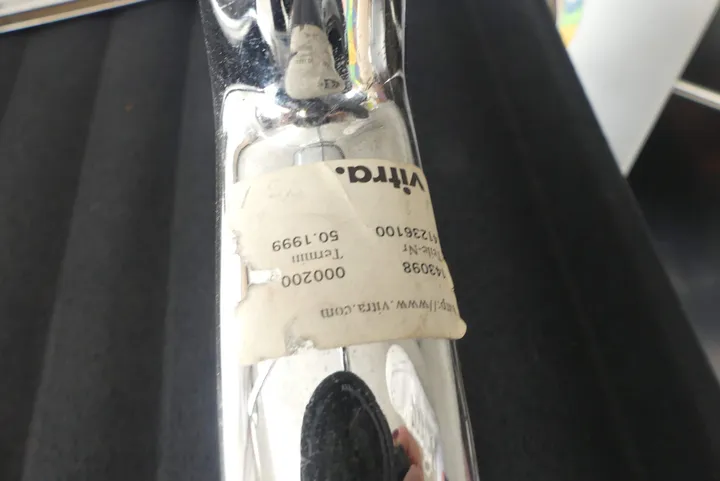 vitra.
Teile-Nr
41236100
Termin
50.1999
143098 000200
http://www.vitra.com